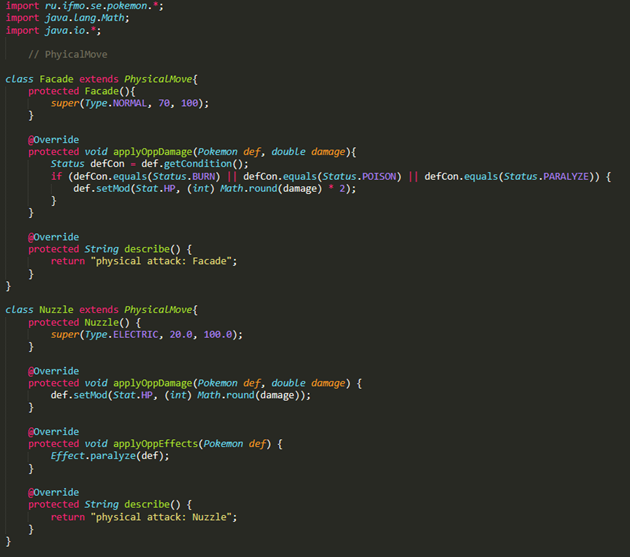 import ru.ifmo.se.pokemon.*;
import java.lang.Math;
import java.io.*;
// PhyicalMove
class Facade extends PhysicalMove{
protected Facade(){
super(Type.NORMAL, 70, 100);
}
@Override
protected void applyOppDamage(Pokemon def, double damage){
Status defCon = def.getCondition();
if (defCon.equals(Status.BURN) || defCon.equals(Status.POISON) || defCon.equals(Status.PARALYZE)) {
def.setMod(Stat.HP, (int) Math.round(damage) * 2);
}
}
@Override
protected String describe() {
return "physical attack: Facade";
}
}
class Nuzzle extends PhysicalMove{
protected Nuzzle() {
super(Type.ELECTRIC, 20.0, 100.0);
}
@Override
protected void applyOppDamage(Pokemon def, double damage) {
def.setMod(Stat.HP, (int) Math.round(damage));
}
@Override
protected void applyOppEffects(Pokemon def) {
Effect.paralyze(def);
}
@Override
protected String describe() {
return "physical attack: Nuzzle";
}
}